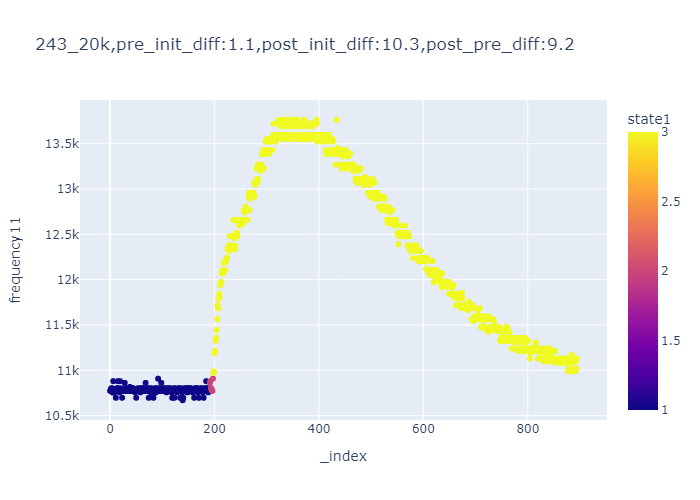 243_20k,pre_init_diff:1.1,post_init_diff:10.3,post_pre_diff:9.2
state1
3
2.5
2
1.5
1
13.5k
13k
12.5k
12k
11.5k
11k
10.5k
frequency11
0
200
400
600
800
_index